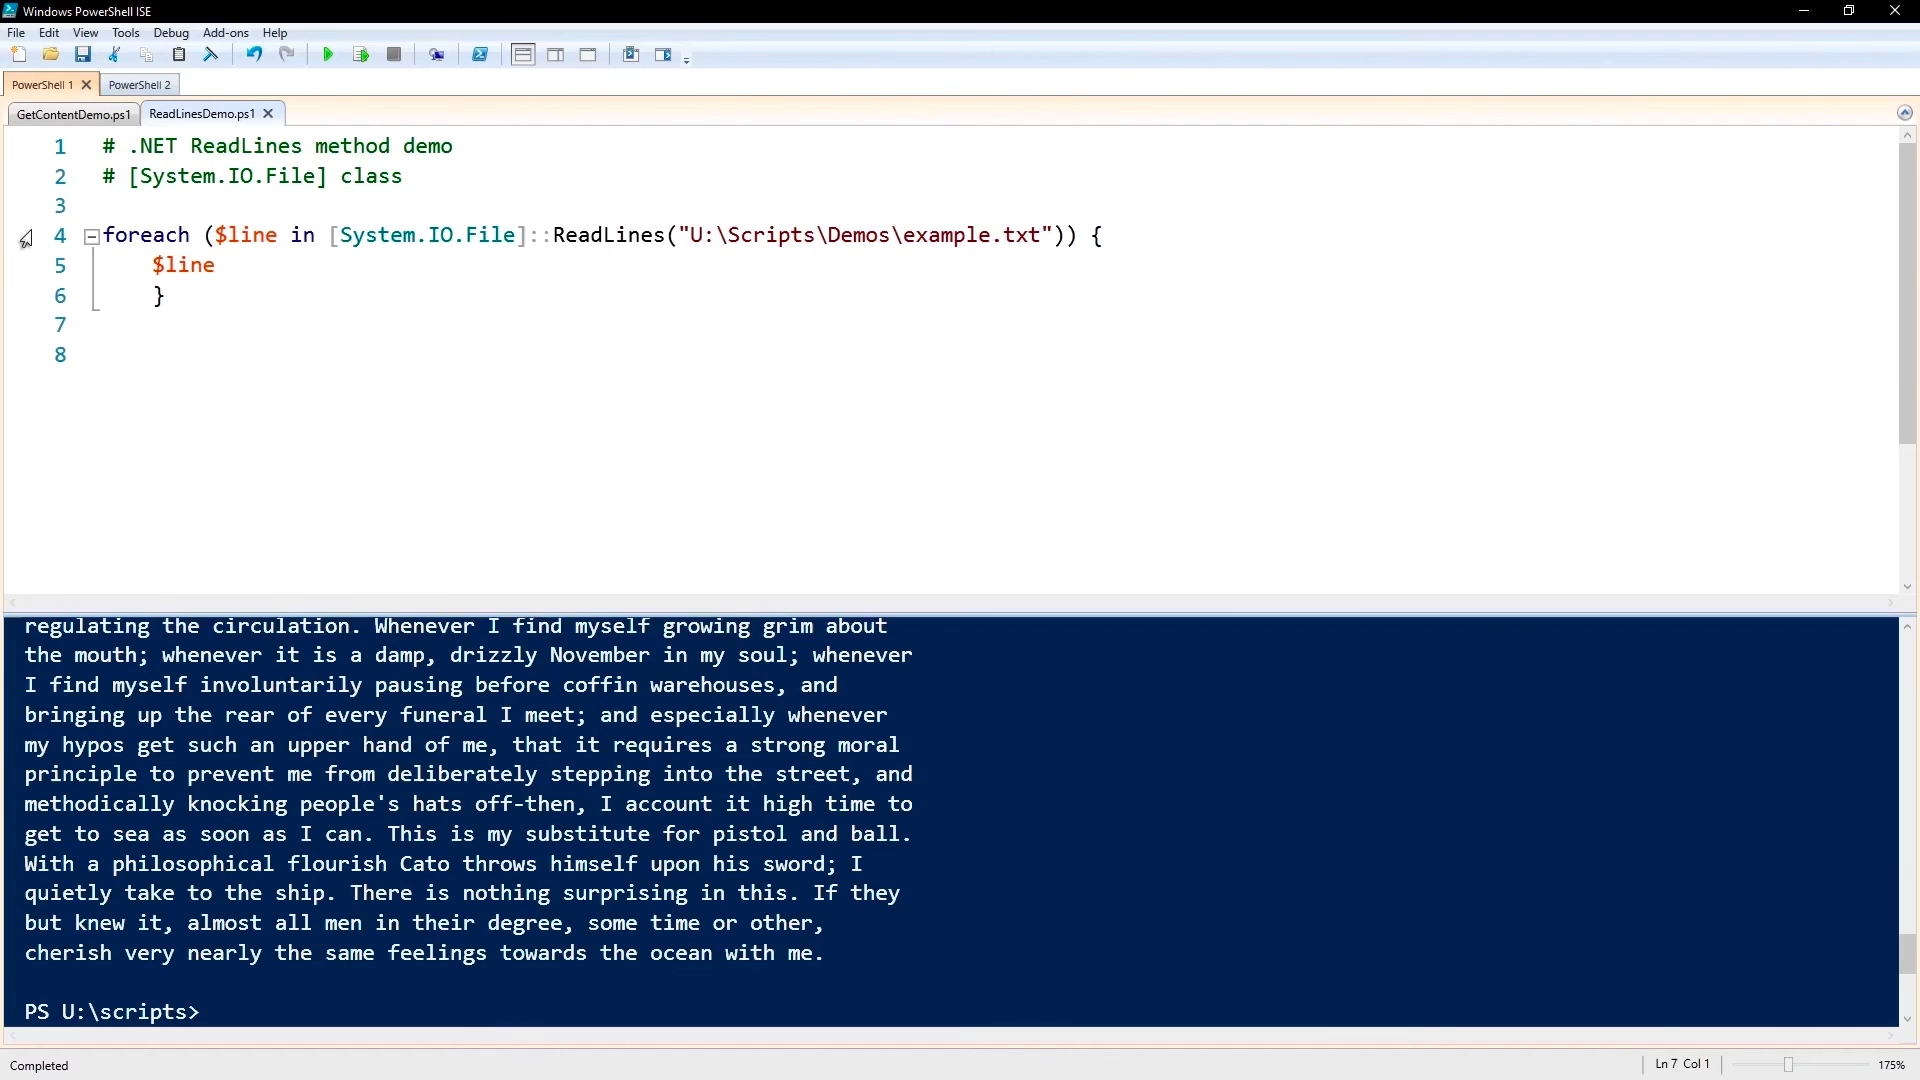 Windows PowerShell ISE
File Edit View Tools Debug Add-ons Help
PowerShell 1 PowerShell 2
GetContentDemo.ps1 ReadLinesDemo.ps1
1 # .NET ReadLines method demo
2 # [System.IO.File] class
3
4 foreach ($line in [System.IO.File]::ReadLines("U:\Scripts\Demos\example.txt")) {
5 $line
6 }
7
8
regulating the circulation. Whenever I find myself growing grim about
the mouth; whenever it is a damp, drizzly November in my soul; whenever
I find myself involuntarily pausing before coffin warehouses, and
bringing up the rear of every funeral I meet; and especially whenever
my hypos get such an upper hand of me, that it requires a strong moral
principle to prevent me from deliberately stepping into the street, and
methodically knocking people's hats off-then, I account it high time to
get to sea as soon as I can. This is my substitute for pistol and ball.
With a philosophical flourish Cato throws himself upon his sword; I
quietly take to the ship. There is nothing surprising in this. If they
but knew it, almost all men in their degree, some time or other,
cherish very nearly the same feelings towards the ocean with me.
PS U:\scripts>
Completed Ln 7 Col 1 175%